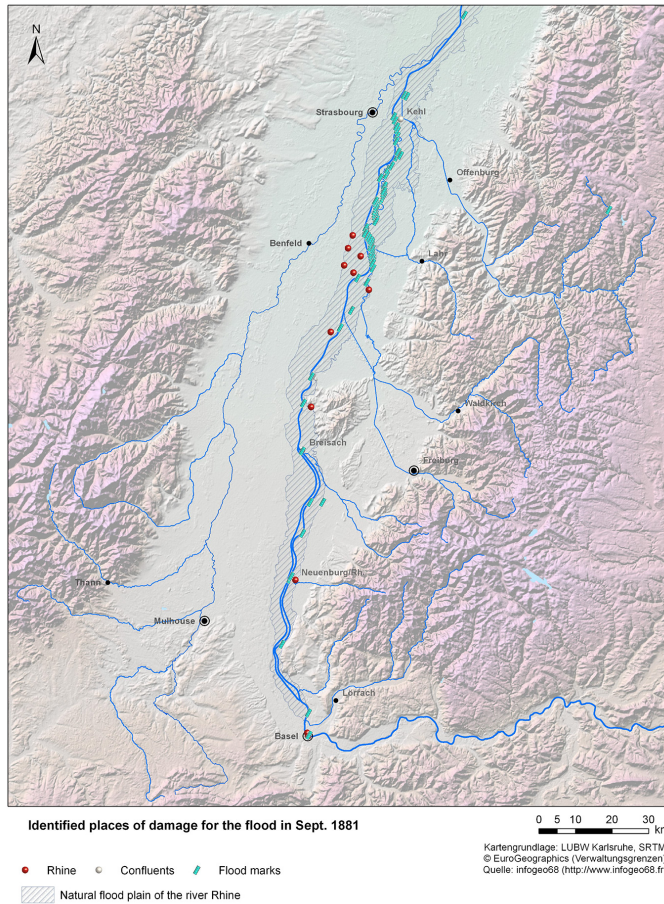 N
Strasbourg
Kehl
Offenburg
Benfeld
Lahr
Waldkirch
Breisach
Freiburg
Neuenburg/Rh.
Thann
Mulhouse
Lörrach
Basel
Identified places of damage for the flood in Sept. 1881
0 5 10 20 30
km
Kartengrundlage: LUBW Karlsruhe, SRTM
© EuroGeographics (Verwaltungsgrenzen)
Quelle: infogeo68 (http://www.infogeo68.fr
Rhine Confluents Flood marks
Natural flood plain of the river Rhine